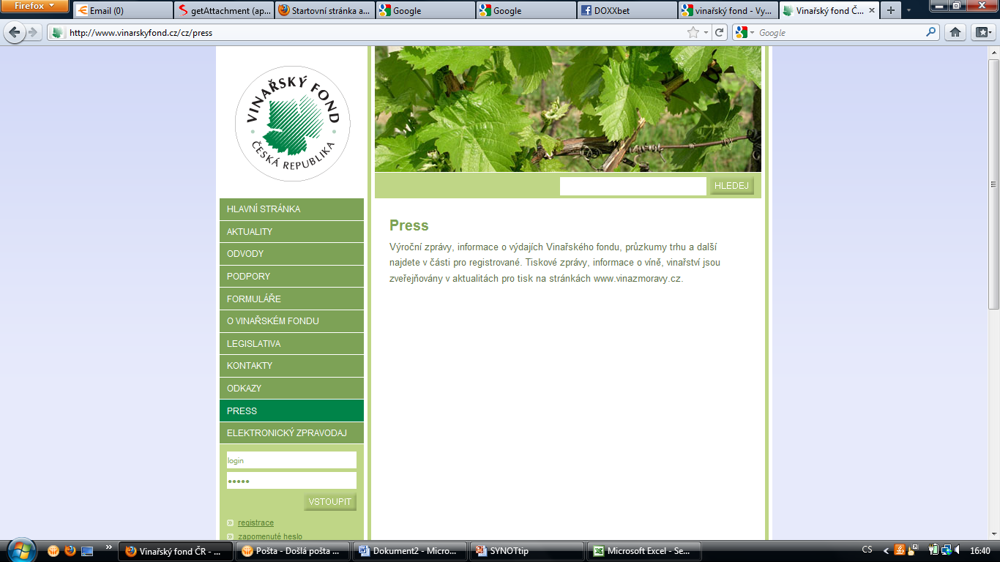 Firefox
Email (0)
getAttachment (ap...
Startovní stránka a...
Google
Google
DOXXbet
vinařský fond - Vy...
Vinařský fond Č...
http://www.vinarskyfond.cz/cz/press
Google
VINAŘSKÝ FOND
ČESKÁ REPUBLIKA
HLEDEJ
HLAVNÍ STRÁNKA
AKTUALITY
ODVODY
PODPORY
FORMULÁŘE
O VINAŘSKÉM FONDU
LEGISLATIVA
KONTAKTY
ODKAZY
PRESS
ELEKTRONICKÝ ZPRAVODAJ
login
VSTOUPIT
registrace
zapomenuté heslo
Press
Výroční zprávy, informace o výdajích Vinařského fondu, průzkumy trhu a další
najdete v části pro registrované. Tiskové zprávy, informace o víně, vinařství jsou
zveřejňovány v aktualitách pro tisk na stránkách www.vinazmoravy.cz.
Vinařský fond ČR - ...
Pošta - Došlá pošta ...
Dokument2 - Micro...
SYNOTtip
Microsoft Excel - Se...
CS
16:40